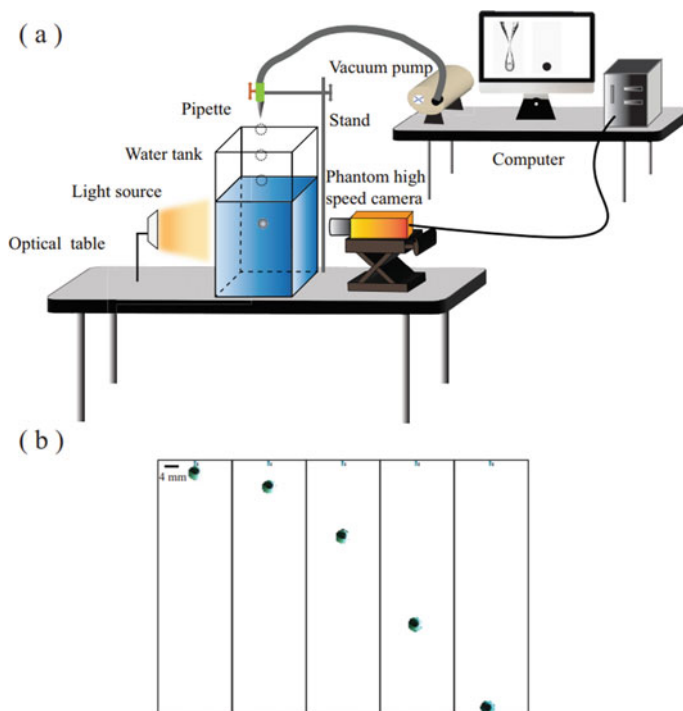 ( a )
Vacuum pump
Pipette
Stand
Water tank
Computer
Light source
Phantom high
speed camera
Optical table
( b )
4 mm